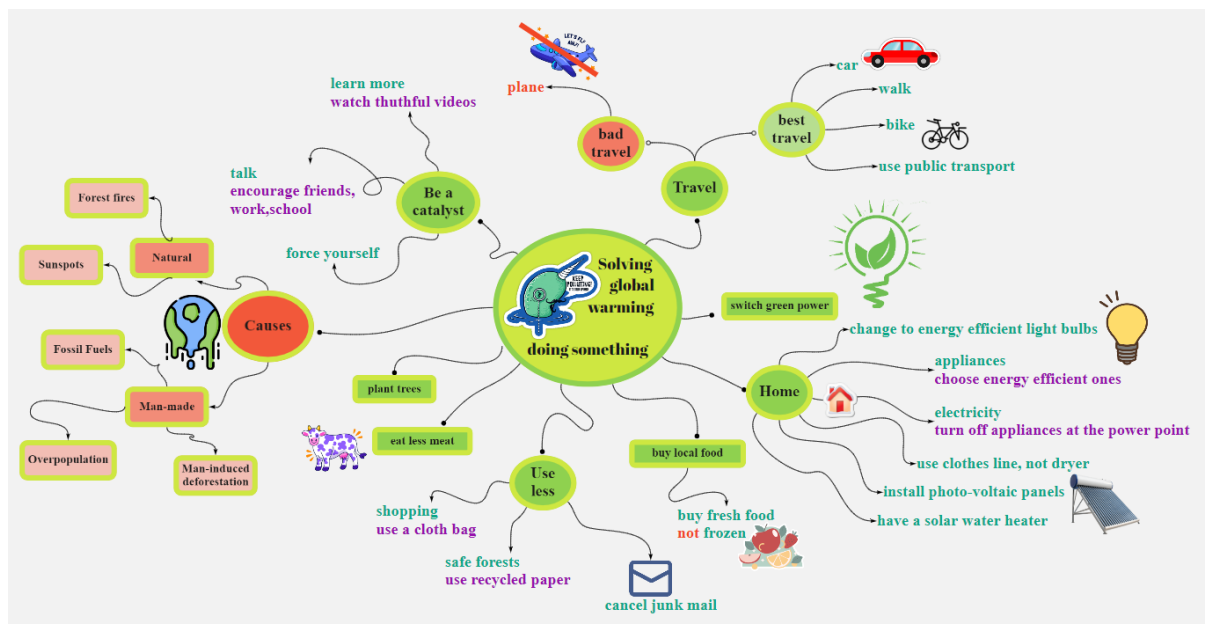 Solving
global
warming
doing something
LET'S FLY
plane
bad
travel
best
travel
car
walk
bike
use public transport
Travel
learn more
watch thuthful videos
talk
encourage friends,
work,school
force yourself
Be a
catalyst
Forest fires
Sunspots
Natural
Causes
Fossil Fuels
Man-made
Overpopulation
Man-induced
deforestation
plant trees
eat less meat
Use
less
shopping
use a cloth bag
safe forests
use recycled paper
cancel junk mail
buy local food
buy fresh food
not frozen
switch green power
Home
change to energy efficient light bulbs
appliances
choose energy efficient ones
electricity
turn off appliances at the power point
use clothes line, not dryer
install photo-voltaic panels
have a solar water heater